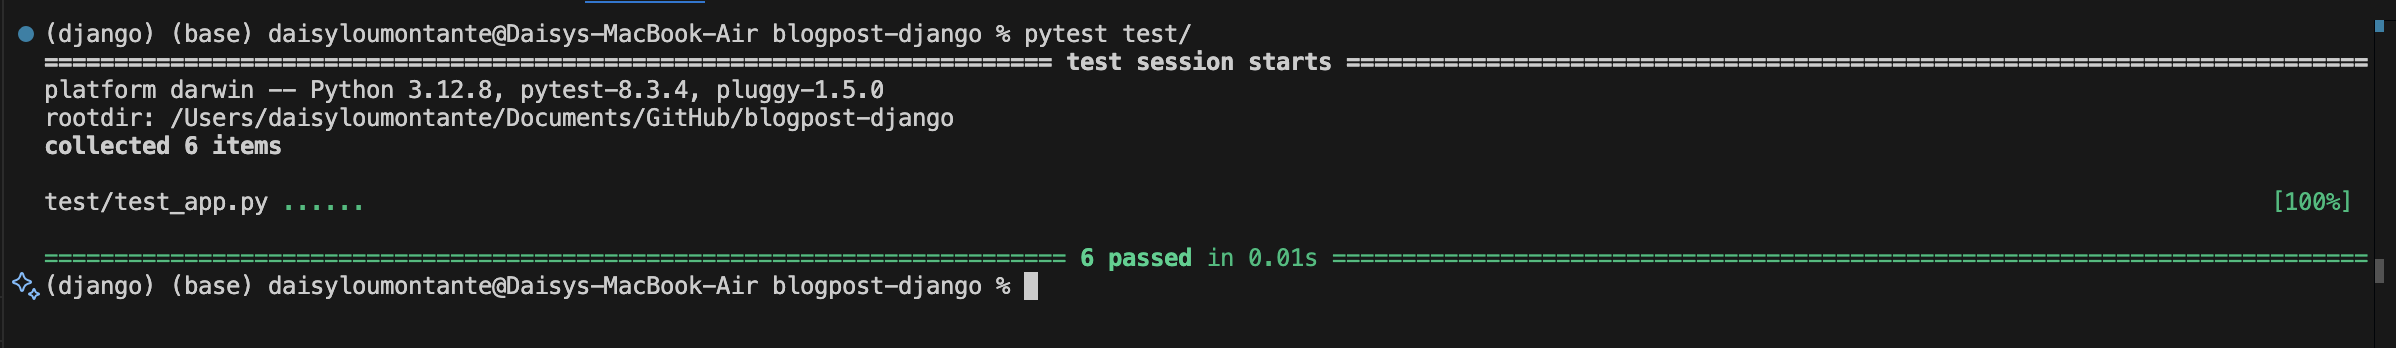 (django) (base) daisyloumontante@Daisys-MacBook-Air blogpost-django % pytest test/
======================================================================== test session starts =========================================================================
platform darwin -- Python 3.12.8, pytest-8.3.4, pluggy-1.5.0
rootdir: /Users/daisyloumontante/Documents/GitHub/blogpost-django
collected 6 items
test/test_app.py ...... [100%]
========================================================================= 6 passed in 0.01s ==========================================================================
(django) (base) daisyloumontante@Daisys-MacBook-Air blogpost-django %